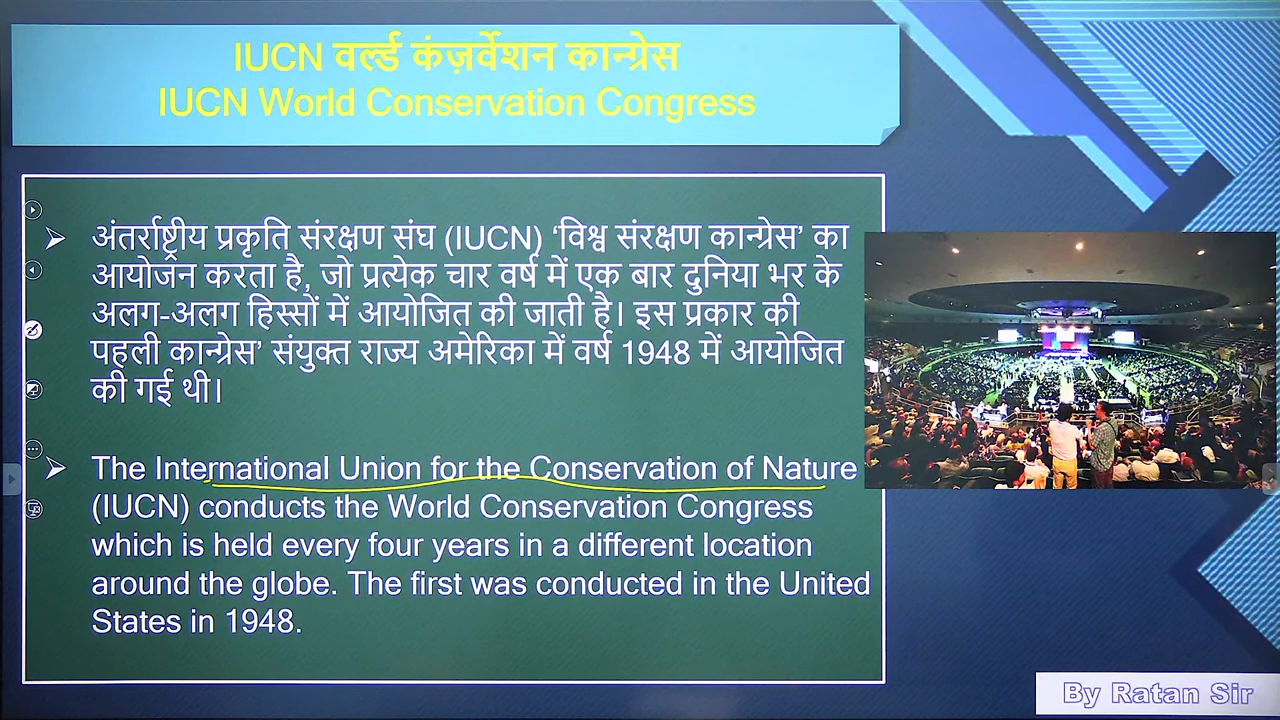 IUCN वर्ल्ड कंज़र्वेशन कान्ग्रेस
IUCN World Conservation Congress
अंतर्राष्ट्रीय प्रकृति संरक्षण संघ (IUCN) ‘विश्व संरक्षण कान्ग्रेस’ का
आयोजन करता है, जो प्रत्येक चार वर्ष में एक बार दुनिया भर के
अलग-अलग हिस्सों में आयोजित की जाती है। इस प्रकार की
पहली कान्ग्रेस’ संयुक्त राज्य अमेरिका में वर्ष 1948 में आयोजित
की गई थी।
The International Union for the Conservation of Nature
(IUCN) conducts the World Conservation Congress
which is held every four years in a different location
around the globe. The first was conducted in the United
States in 1948.
By Ratan Sir